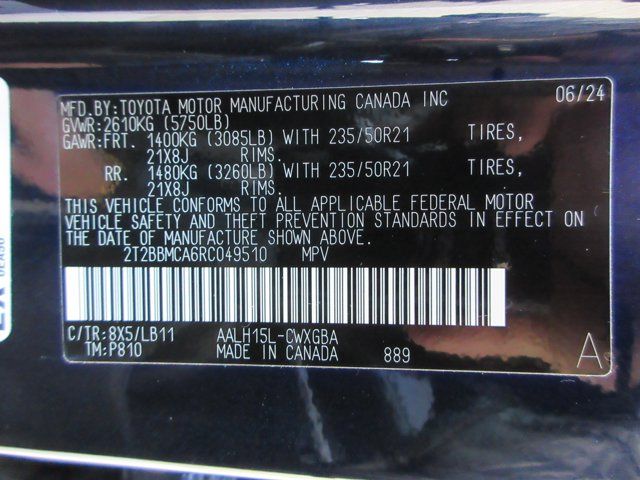 MFD.BY:TOYOTA MOTOR MANUFACTURING CANADA INC 06/24
GVWR:2610KG (5750LB)
GAWR:FRT. 1400KG (3085LB) WITH 235/50R21 TIRES,
21X8J RIMS.
RR. 1480KG (3260LB) WITH 235/50R21 TIRES,
21X8J RIMS.
THIS VEHICLE CONFORMS TO ALL APPLICABLE FEDERAL MOTOR
VEHICLE SAFETY AND THEFT PREVENTION STANDARDS IN EFFECT ON
THE DATE OF MANUFACTURE SHOWN ABOVE.
2T2BBMCA6RC049510 MPV
C/TR:8X5/LB11 AALH15L-CWXGBA
TM:P810 MADE IN CANADA 889 A